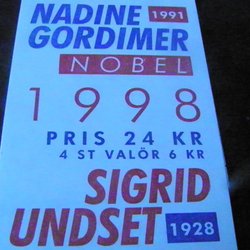 NADINE 1991
GORDIMER
NOBEL
1998
PRIS 24 KR
4 ST VALÖR 6 KR
SIGRID
UNDSET 1928